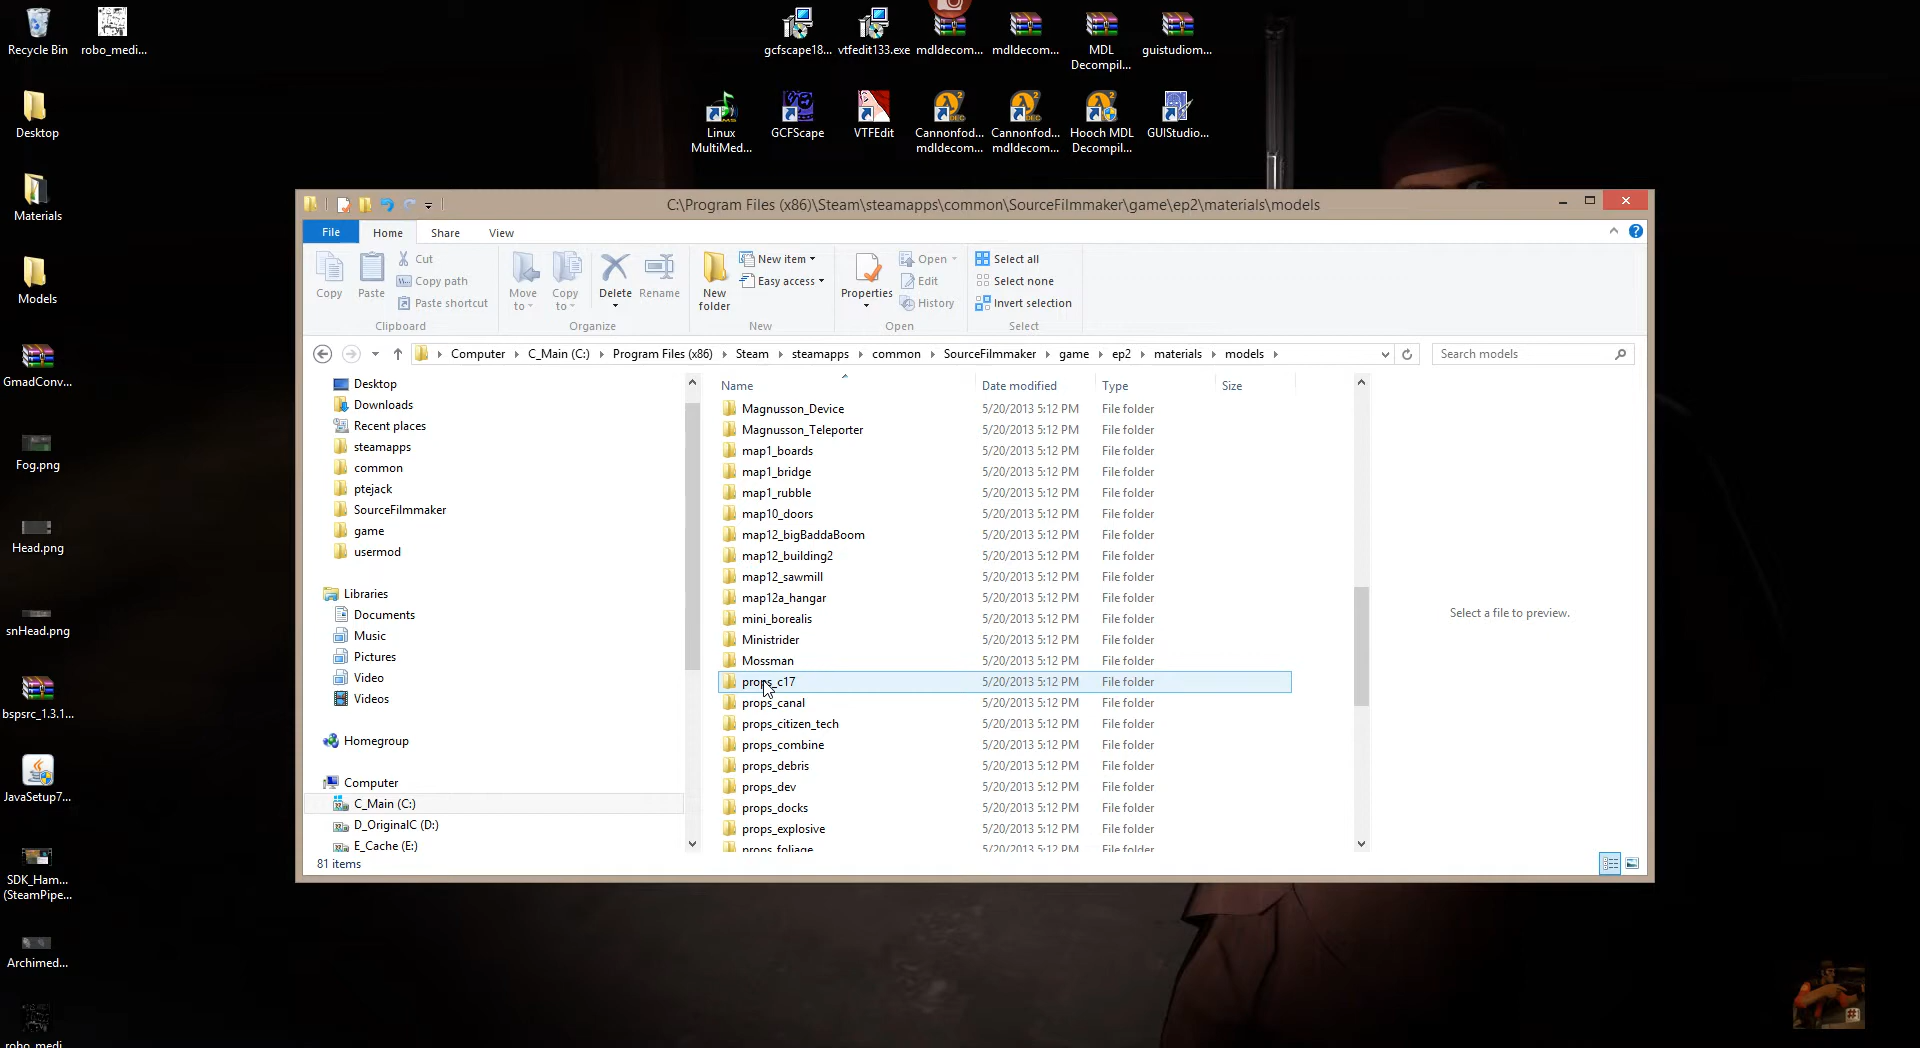 Recycle Bin
robo_medi...
gcfscape18...
vtfedit133.exe
mdldecom...
mdldecom...
MDL
Decompil...
guistudiom...
Desktop
Linux
MultiMed...
GCFScape
VTFEdit
Cannonfod...
mdldecom...
Cannonfod...
mdldecom...
Hooch MDL
Decompil...
GUIStudio...
Materials
Models
GmadConv...
Fog.png
Head.png
snHead.png
bspsrc_1.3.1...
JavaSetup7...
SDK_Ham...
(SteamPipe...
Archimed...
robo_medi...
C:\Program Files (x86)\Steam\steamapps\common\SourceFilmmaker\game\ep2\materials\models
File
Home
Share
View
Copy
Paste
Cut
Copy path
Paste shortcut
Clipboard
Move
to
Copy
to
Delete
Rename
Organize
New
folder
New item
Easy access
New
Properties
Open
Edit
History
Open
Select all
Select none
Invert selection
Select
Computer
C_Main (C:)
Program Files (x86)
Steam
steamapps
common
SourceFilmmaker
game
ep2
materials
models
Search models
Desktop
Downloads
Recent places
steamapps
common
ptejack
SourceFilmmaker
game
usermod
Libraries
Documents
Music
Pictures
Video
Videos
Homegroup
Computer
C_Main (C:)
D_OriginalC (D:)
E_Cache (E:)
Name Date modified Type Size
Magnusson_Device 5/20/2013 5:12 PM File folder
Magnusson_Teleporter 5/20/2013 5:12 PM File folder
map1_boards 5/20/2013 5:12 PM File folder
map1_bridge 5/20/2013 5:12 PM File folder
map1_rubble 5/20/2013 5:12 PM File folder
map10_doors 5/20/2013 5:12 PM File folder
map12_bigBaddaBoom 5/20/2013 5:12 PM File folder
map12_building2 5/20/2013 5:12 PM File folder
map12_sawmill 5/20/2013 5:12 PM File folder
map12a_hangar 5/20/2013 5:12 PM File folder
mini_borealis 5/20/2013 5:12 PM File folder
Ministrider 5/20/2013 5:12 PM File folder
Mossman 5/20/2013 5:12 PM File folder
props_c17 5/20/2013 5:12 PM File folder
props_canal 5/20/2013 5:12 PM File folder
props_citizen_tech 5/20/2013 5:12 PM File folder
props_combine 5/20/2013 5:12 PM File folder
props_debris 5/20/2013 5:12 PM File folder
props_dev 5/20/2013 5:12 PM File folder
props_docks 5/20/2013 5:12 PM File folder
props_explosive 5/20/2013 5:12 PM File folder
props_foliage 5/20/2013 5:12 PM File folder
Select a file to preview.
81 items